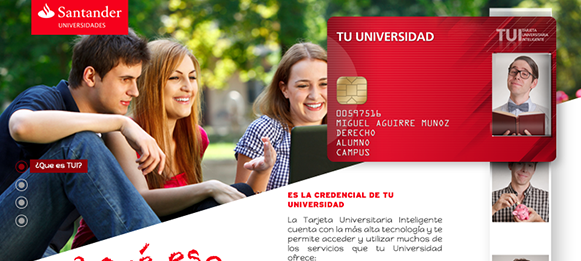 Santander
UNIVERSIDADES
TU UNIVERSIDAD
TUI TARJETA
UNIVERSITARIA
INTELIGENTE
00597516
MIGUEL AGUIRRE MUNOZ
DERECHO
ALUMNO
CAMPUS
¿Que es TUI?
ES LA CREDENCIAL DE TU
UNIVERSIDAD
La Tarjeta Universitaria Inteligente
cuenta con la más alta tecnología y te
permite acceder y utilizar muchos de
los servicios que tu Universidad
ofrece: